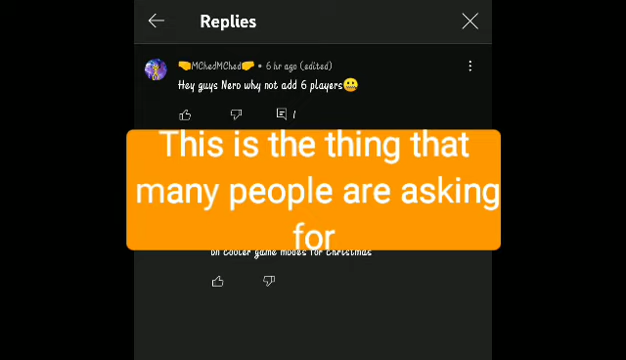 Replies
MChedMChed • 6 hr ago (edited)
Hey guys Nero why not add 6 players
1
This is the thing that
many people are asking
for
on cooler game modes for christmas